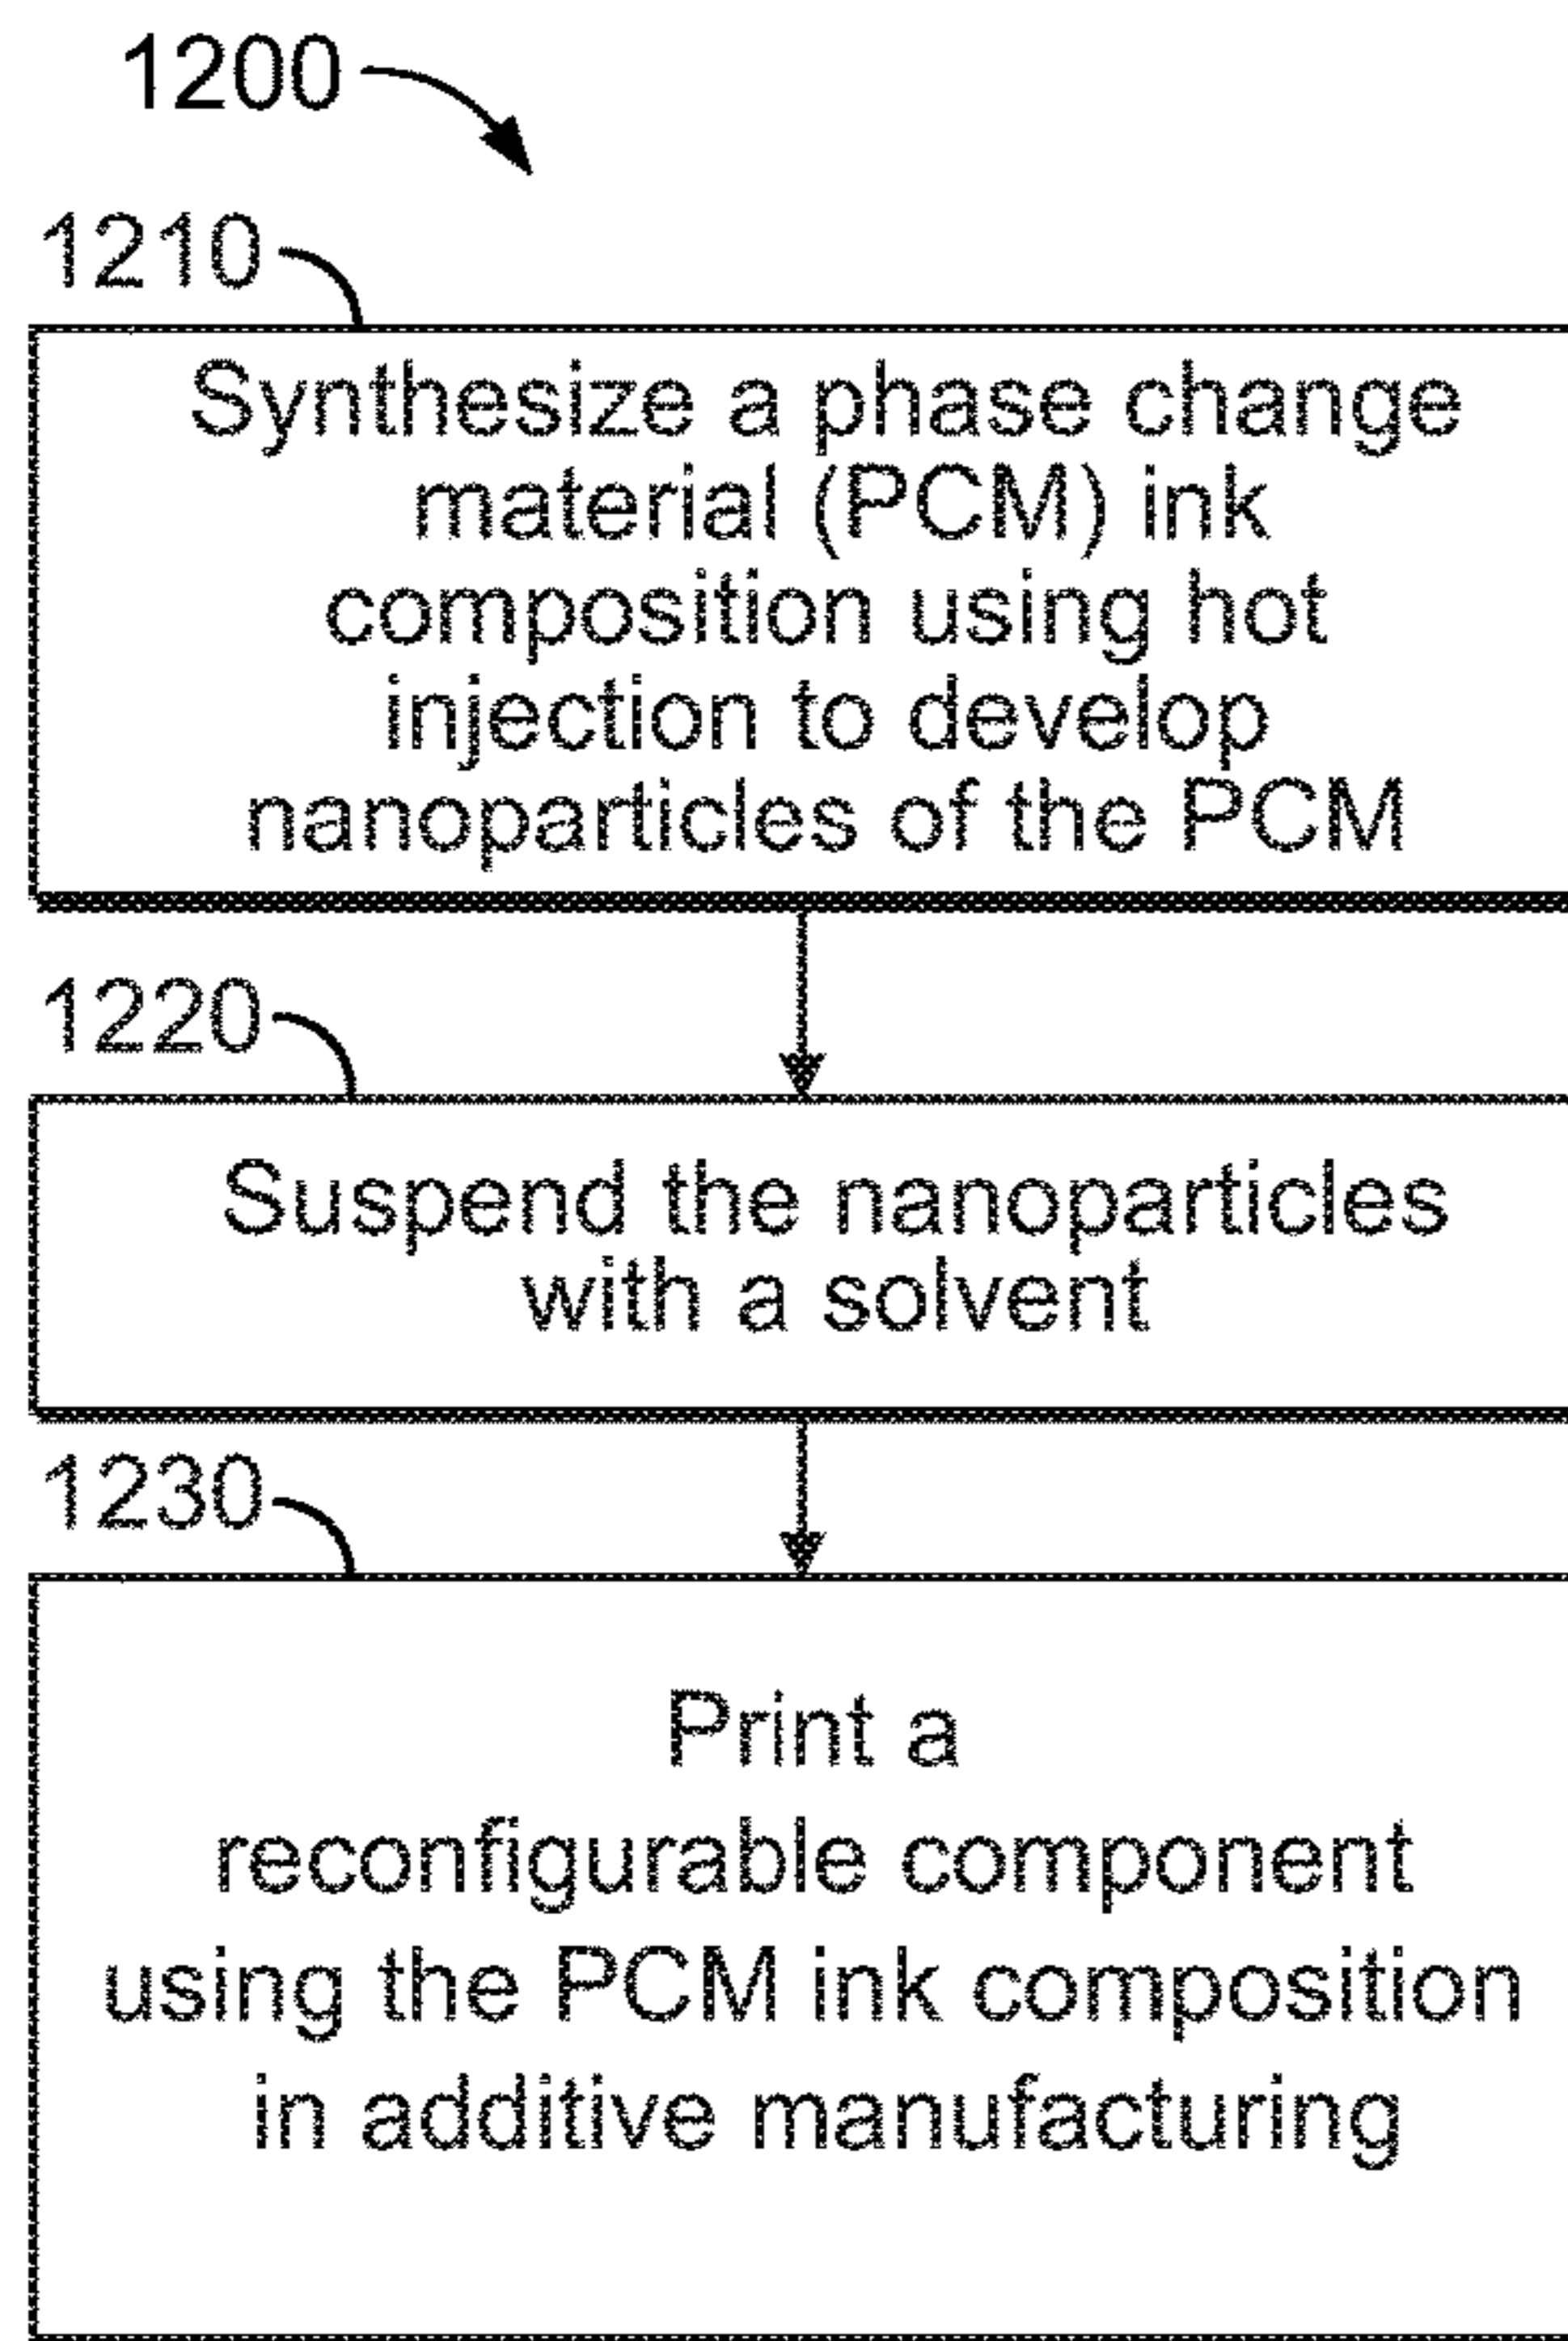 1200
1210
Synthesize a phase change
material (PCM) ink
composition using hot
injection to develop
nanoparticles of the PCM
1220
Suspend the nanoparticles
with a solvent
1230
Print a
reconfigurable component
using the PCM ink composition
in additive manufacturing